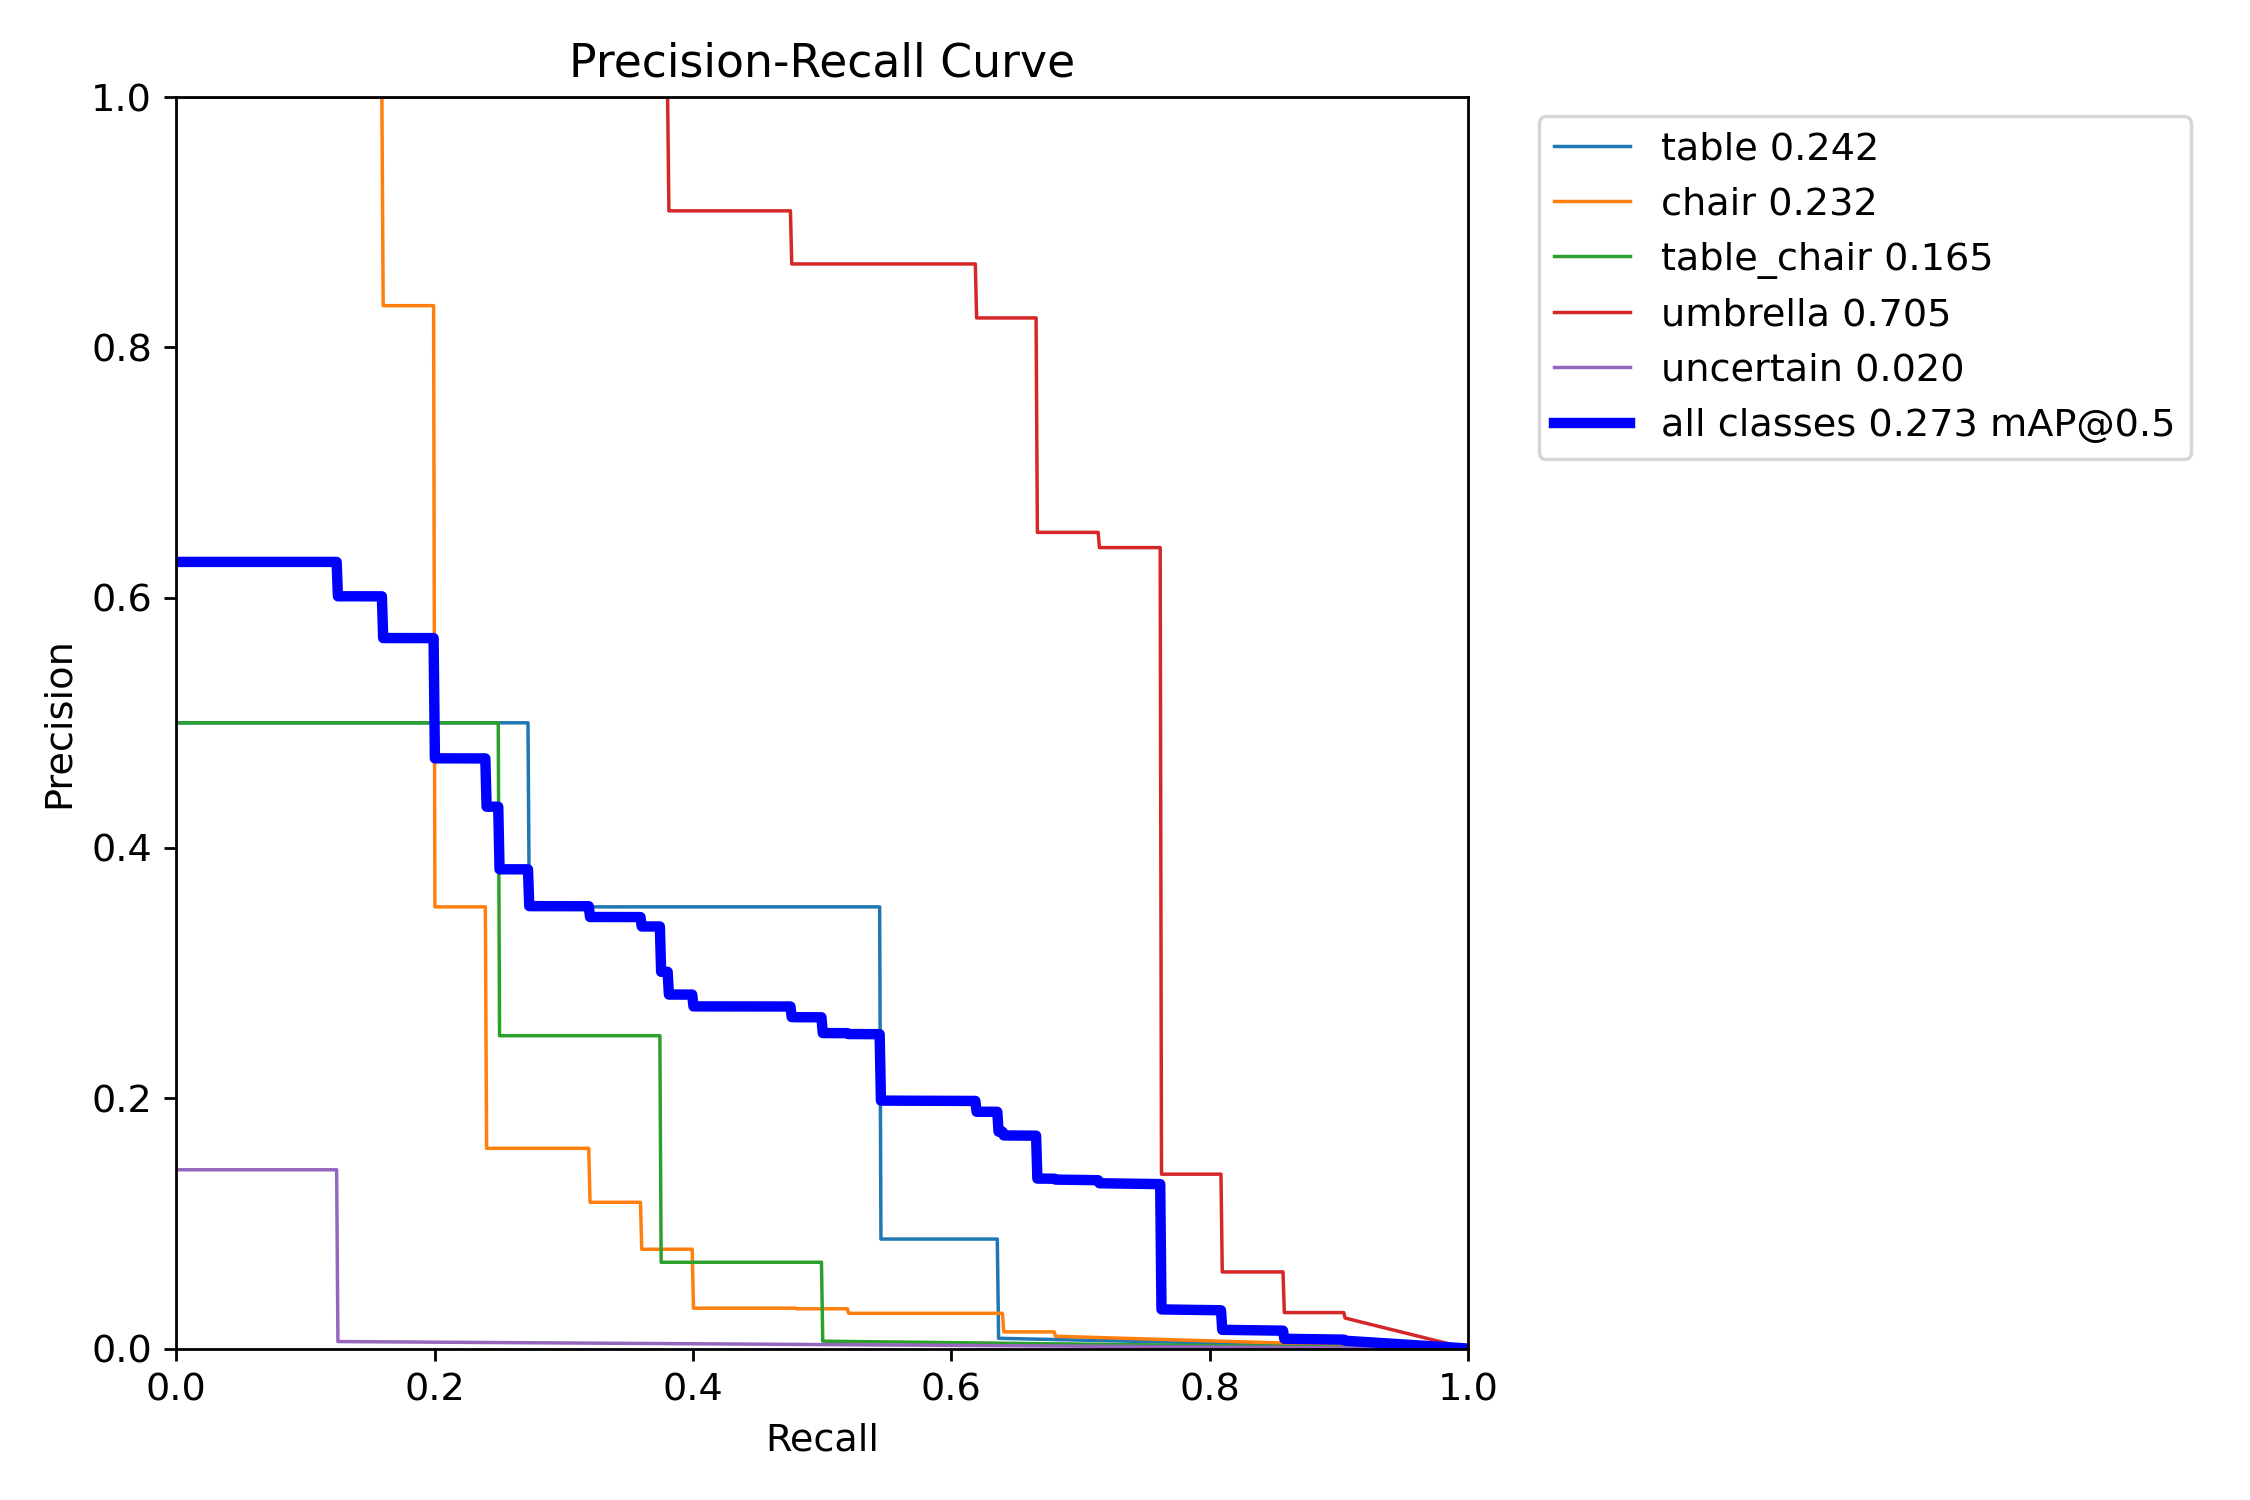 Precision-Recall Curve
1.0
0.8
0.6
0.4
0.2
0.0
Precision
0.0 0.2 0.4 0.6 0.8 1.0
Recall
table 0.242
chair 0.232
table_chair 0.165
umbrella 0.705
uncertain 0.020
all classes 0.273 mAP@0.5